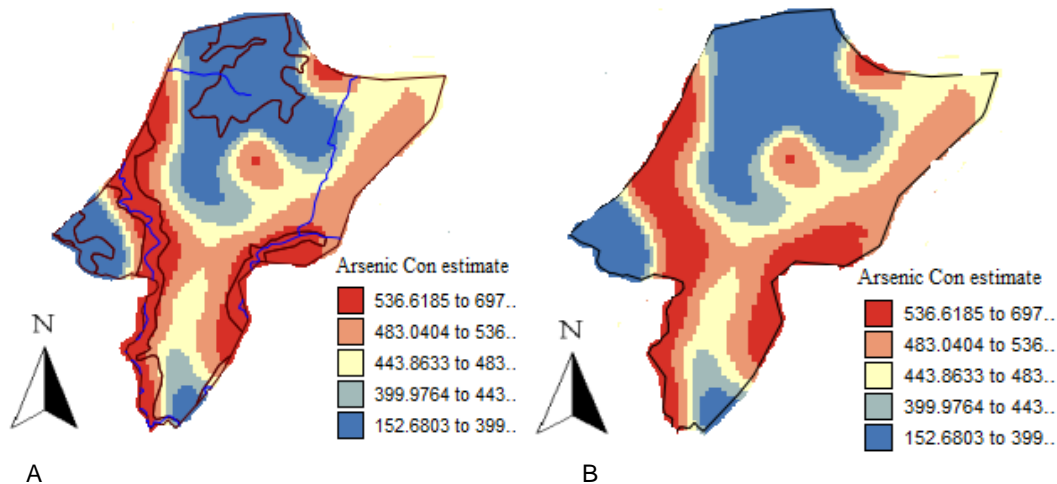 Arsenic Con estimate
536.6185 to 697..
483.0404 to 536..
443.8633 to 483..
399.9764 to 443..
152.6803 to 399..
N
A
Arsenic Con estimate
536.6185 to 697..
483.0404 to 536..
443.8633 to 483..
399.9764 to 443..
152.6803 to 399..
N
B